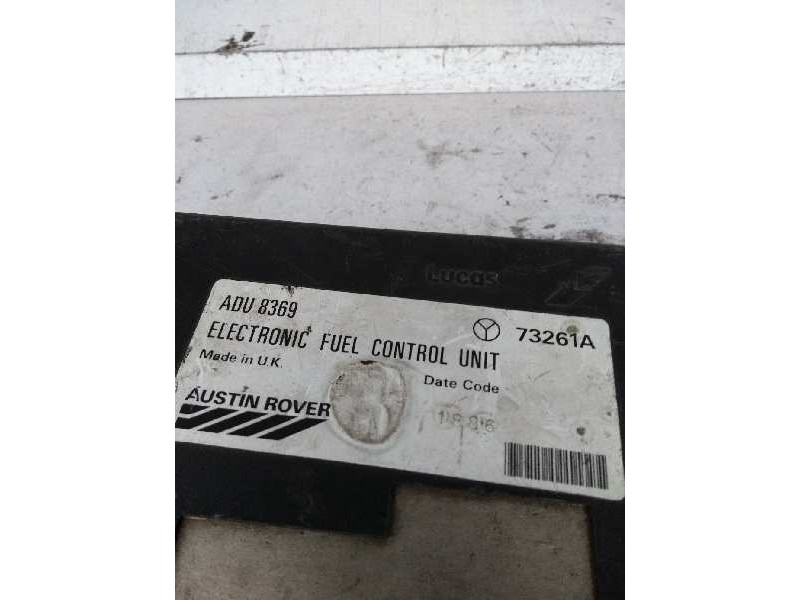 Lucas
ADU 8369
73261A
ELECTRONIC FUEL CONTROL UNIT
Made in U.K.
Date Code
AUSTIN ROVER